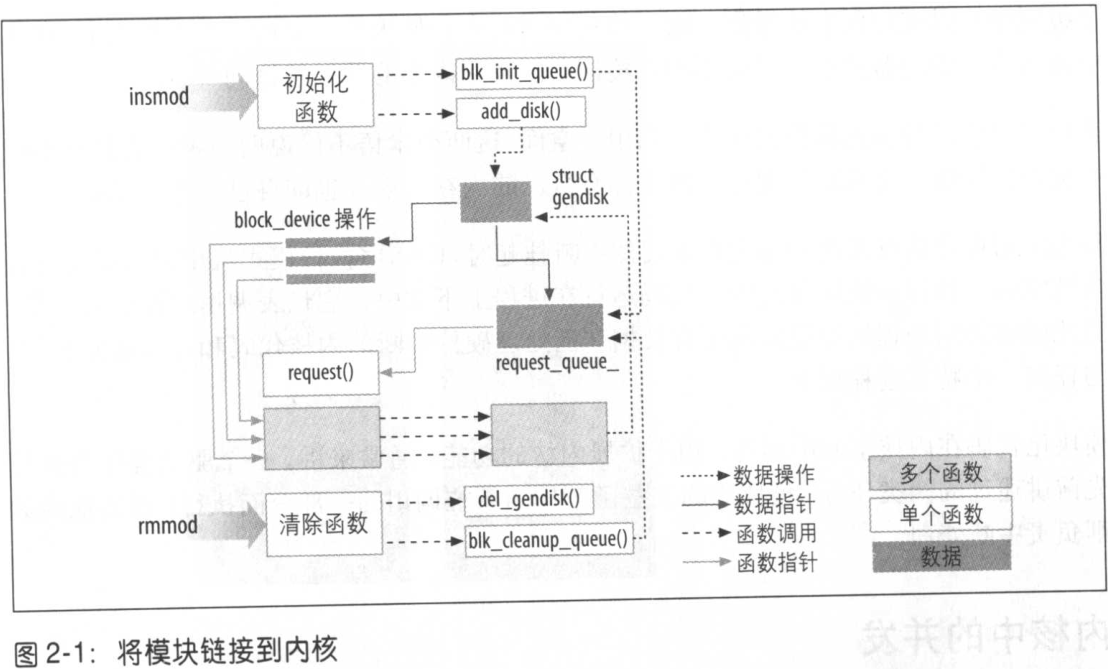 insmod
初始化
函数
blk_init_queue()
add_disk()
struct
gendisk
block_device 操作
request_queue_
request()
rmmod
清除函数
del_gendisk()
blk_cleanup_queue()
数据操作
数据指针
函数调用
函数指针
多个函数
单个函数
数据
图 2-1： 将模块链接到内核